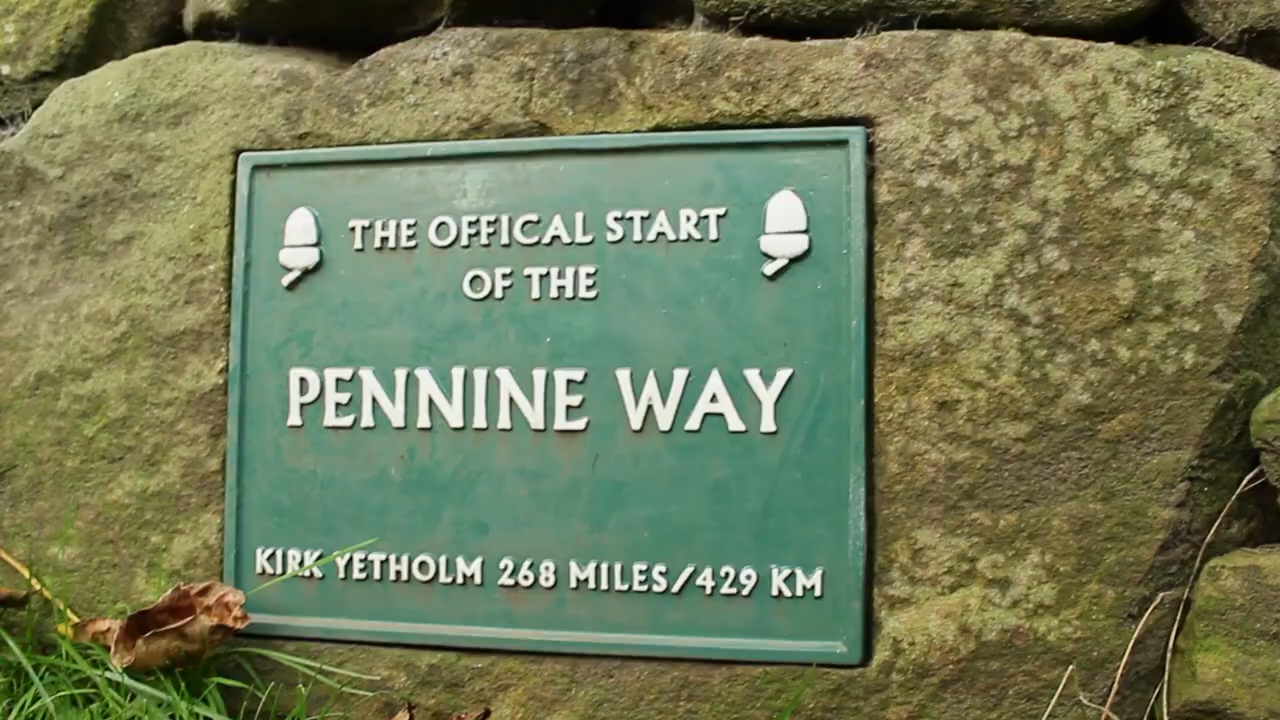 THE OFFICAL START
OF THE
PENNINE WAY
KIRK YETHOLM 268 MILES/429 KM